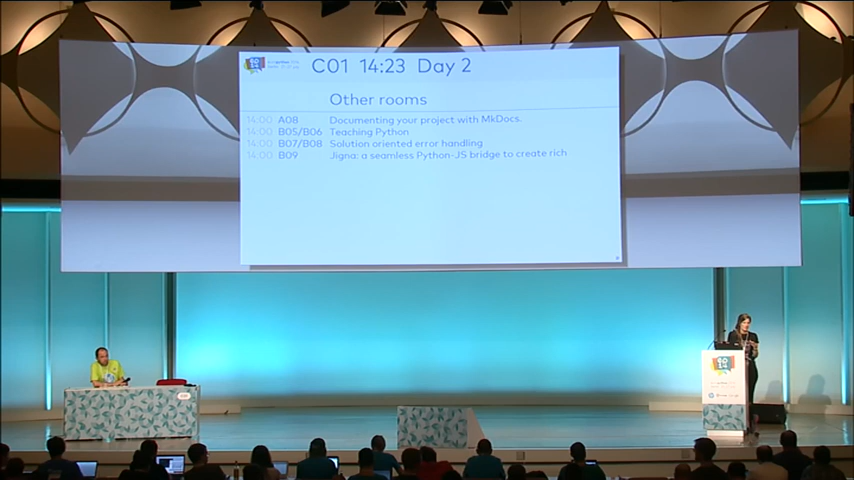 C01 14:23 Day 2
Other rooms
14:00 A08 Documenting your project with MkDocs.
14:00 B05/B06 Teaching Python
14:00 B07/B08 Solution oriented error handling
14:00 B09 Jigna: a seamless Python-JS bridge to create rich